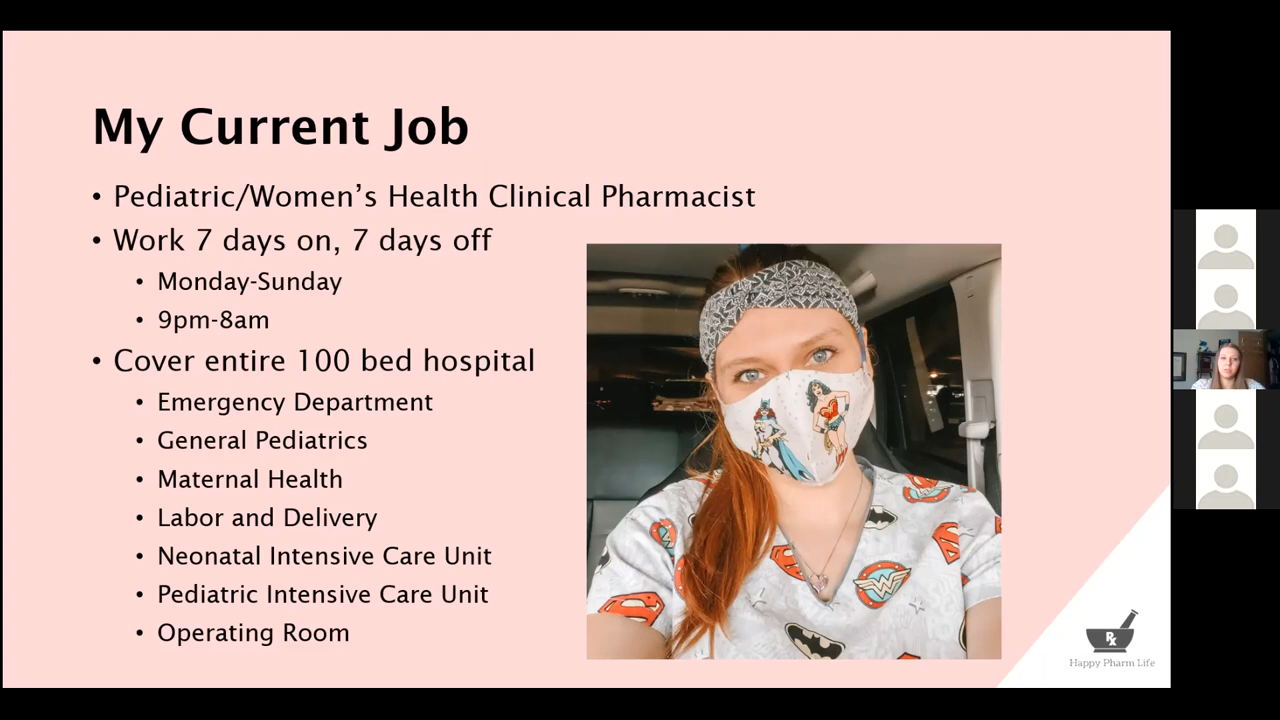 My Current Job
• Pediatric/Women’s Health Clinical Pharmacist
• Work 7 days on, 7 days off
• Monday-Sunday
• 9pm-8am
• Cover entire 100 bed hospital
• Emergency Department
• General Pediatrics
• Maternal Health
• Labor and Delivery
• Neonatal Intensive Care Unit
• Pediatric Intensive Care Unit
• Operating Room
Rx
Happy Pharm Life